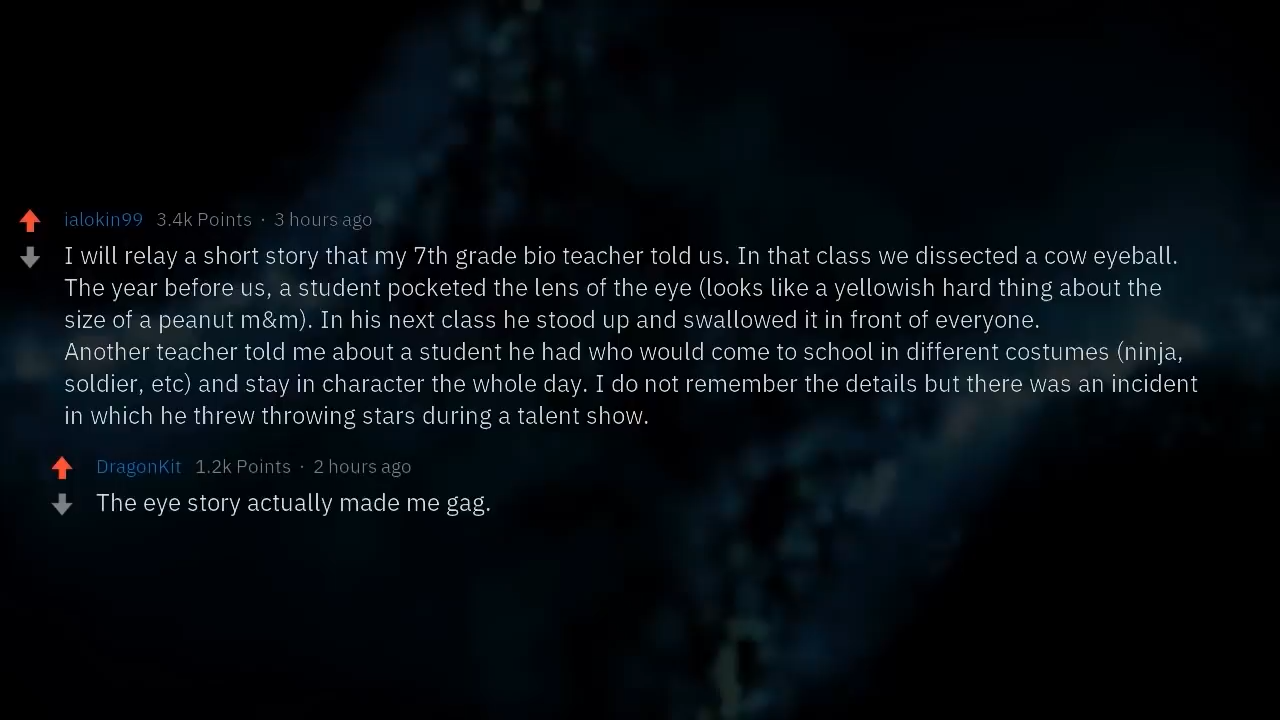 ialokin99 3.4k Points · 3 hours ago
I will relay a short story that my 7th grade bio teacher told us. In that class we dissected a cow eyeball.
The year before us, a student pocketed the lens of the eye (looks like a yellowish hard thing about the
size of a peanut m&m). In his next class he stood up and swallowed it in front of everyone.
Another teacher told me about a student he had who would come to school in different costumes (ninja,
soldier, etc) and stay in character the whole day. I do not remember the details but there was an incident
in which he threw throwing stars during a talent show.
DragonKit 1.2k Points · 2 hours ago
The eye story actually made me gag.